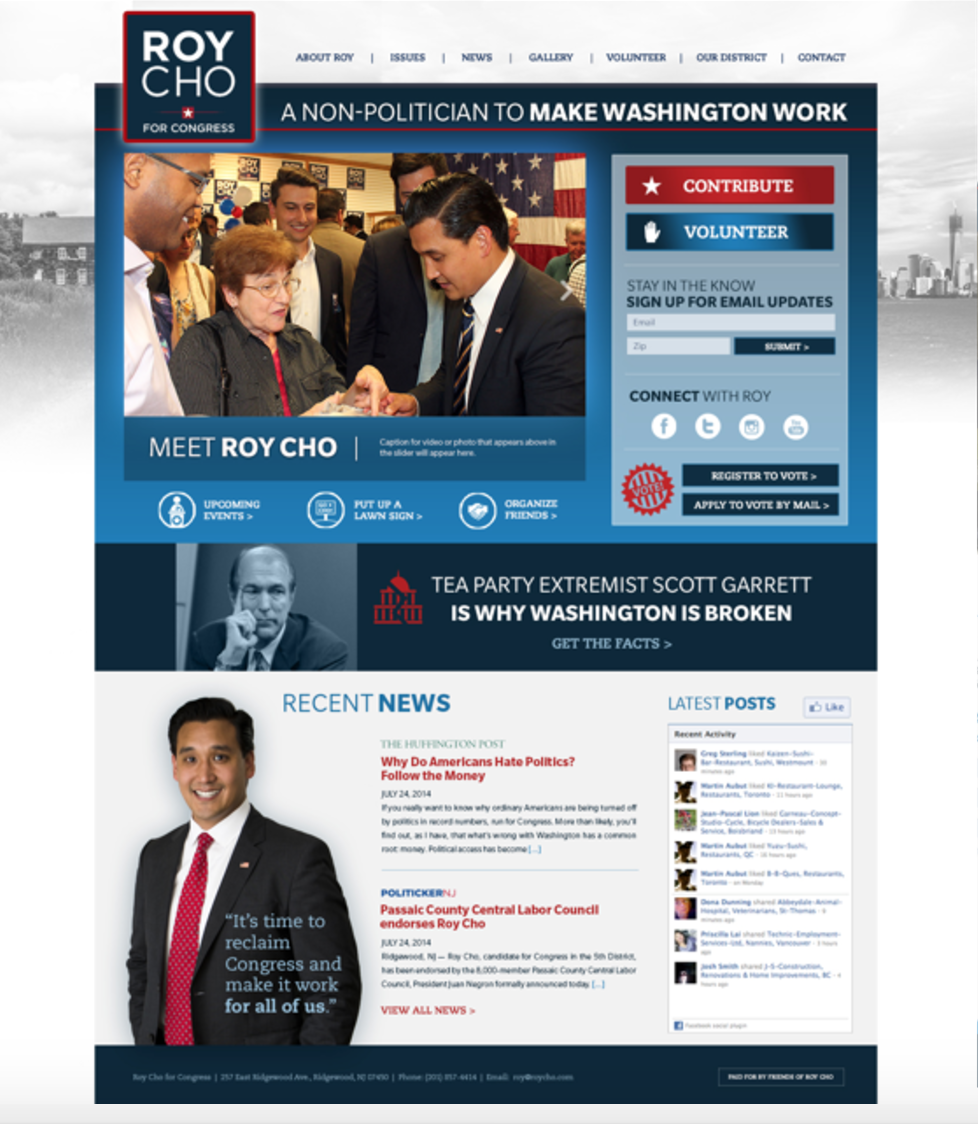 ROY
CHO
FOR CONGRESS
ABOUT ROY | ISSUES | NEWS | GALLERY | VOLUNTEER | OUR DISTRICT | CONTACT
A NON-POLITICIAN TO MAKE WASHINGTON WORK
ROY
CHO
ROY
CHO
CONTRIBUTE
VOLUNTEER
STAY IN THE KNOW
SIGN UP FOR EMAIL UPDATES
Email
Zip
SUBMIT >
CONNECT WITH ROY
VOTE!
REGISTER TO VOTE >
APPLY TO VOTE BY MAIL >
MEET ROY CHO |
Caption for video or photo that appears above in
the slider will appear here.
UPCOMING
EVENTS >
PUT UP A
LAWN SIGN >
ORGANIZE
FRIENDS >
TEA PARTY EXTREMIST SCOTT GARRETT
IS WHY WASHINGTON IS BROKEN
GET THE FACTS >
"It's time to
reclaim
Congress and
make it work
for all of us."
RECENT NEWS
THE HUFFINGTON POST
Why Do Americans Hate Politics?
Follow the Money
JULY 24, 2014
If you really want to know why ordinary Americans are being turned off
by politics in record numbers, run for Congress. More than likely, you'll
find out, as I have, that what's wrong with Washington has a common
root: money. Political access has become [...]
POLITICKERNJ
Passaic County Central Labor Council
endorses Roy Cho
JULY 24, 2014
Ridgewood, NJ — Roy Cho, candidate for Congress in the 5th District,
has been endorsed by the 8,000-member Passaic County Central Labor
Council, President Juan Negron formally announced today. [...]
VIEW ALL NEWS >
LATEST POSTS
Like
Recent Activity
Greg Sterling liked Kaizen-Sushi-
Bar-Restaurant, Sushi, Westmount
minutes ago
Martin Aubut liked Ki-Restaurant-Lounge,
Restaurants, Toronto · 11 hours ago
Jean-Pascal Lion liked Garneau-Concept-
Studio-Cycle, Bicycle Dealers-Sales &
Service, Boisbriand · 13 hours ago
Martin Aubut liked Yuzu-Sushi,
Restaurants, QC · 16 hours ago
Martin Aubut liked B-B-Ques, Restaurants,
Toronto · on Monday
Dena Dunning shared Abbeydale-Animal-
Hospital, Veterinarians, St-Thomas · 9
minutes ago
Priscilla Lai shared Technic-Employment-
Services-Ltd, Nannies, Vancouver · 3 hours
ago
Josh Smith shared J-S-Construction,
Renovations & Home Improvements, BC · 4
hours ago
Facebook social plugin
Roy Cho for Congress | 257 East Ridgewood Ave., Ridgewood, NJ 07450 | Phone: (201) 857-4414 | Email: roy@roycho.com
PAID FOR BY FRIENDS OF ROY CHO